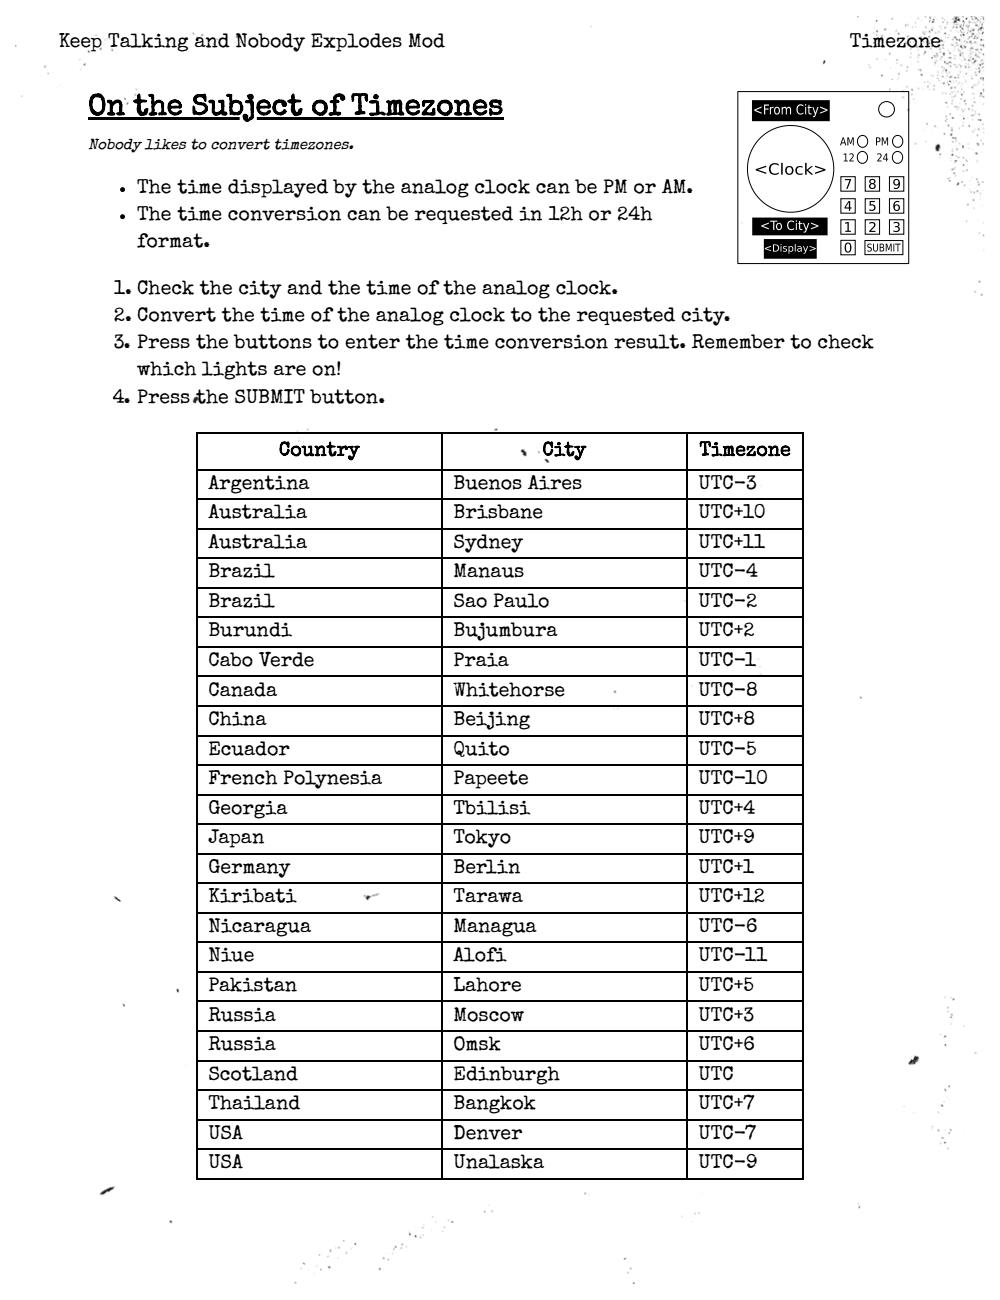 Keep Talking and Nobody Explodes Mod
Timezone
On the Subject of Timezones
Nobody likes to convert timezones.
• The time displayed by the analog clock can be PM or AM.
• The time conversion can be requested in 12h or 24h
format.
<From City>
AM PM
12 24
<Clock>
7 8 9
4 5 6
<To City>
1 2 3
<Display>
0 SUBMIT
1. Check the city and the time of the analog clock.
2. Convert the time of the analog clock to the requested city.
3. Press the buttons to enter the time conversion result. Remember to check
which lights are on!
4. Press the SUBMIT button.
Country City Timezone
Argentina Buenos Aires UTC-3
Australia Brisbane UTC+10
Australia Sydney UTC+11
Brazil Manaus UTC-4
Brazil Sao Paulo UTC-2
Burundi Bujumbura UTC+2
Cabo Verde Praia UTC-1
Canada Whitehorse UTC-8
China Beijing UTC+8
Ecuador Quito UTC-5
French Polynesia Papeete UTC-10
Georgia Tbilisi UTC+4
Japan Tokyo UTC+9
Germany Berlin UTC+1
Kiribati Tarawa UTC+12
Nicaragua Managua UTC-6
Niue Alofi UTC-11
Pakistan Lahore UTC+5
Russia Moscow UTC+3
Russia Omsk UTC+6
Scotland Edinburgh UTC
Thailand Bangkok UTC+7
USA Denver UTC-7
USA Unalaska UTC-9